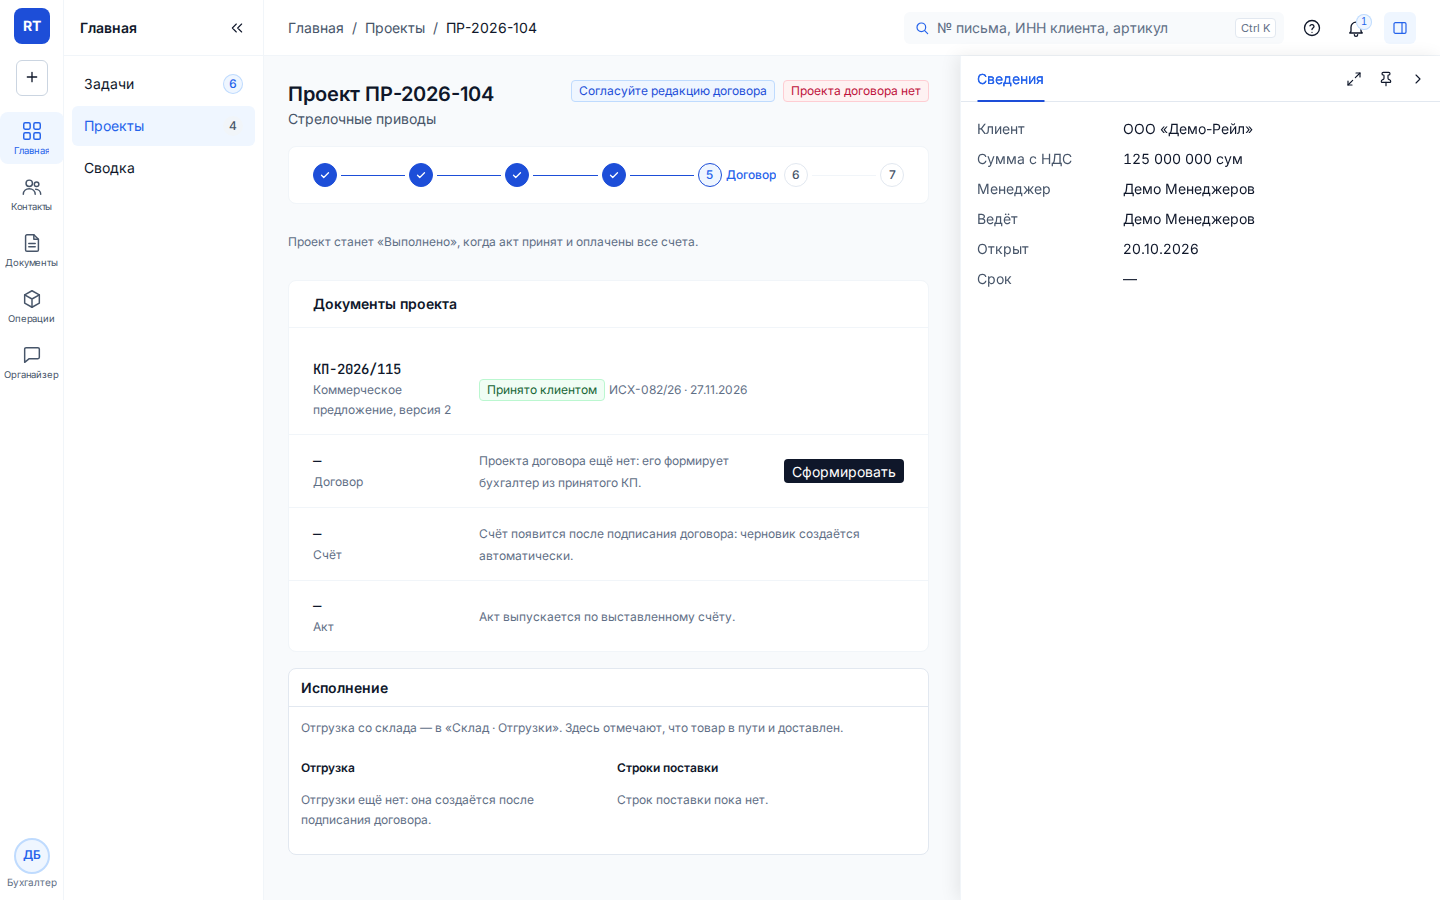 RT
Главная
Главная / Проекты / ПР-2026-104
№ письма, ИНН клиента, артикул
Ctrl K
1
Главная
Контакты
Документы
Операции
Органайзер
ДБ
Бухгалтер
Задачи
6
Проекты
4
Сводка
Проект ПР-2026-104
Согласуйте редакцию договора
Проекта договора нет
Стрелочные приводы
5 Договор 6 7
Проект станет «Выполнено», когда акт принят и оплачены все счета.
Документы проекта
КП-2026/115
Коммерческое
предложение, версия 2
Принято клиентом ИСХ-082/26 · 27.11.2026
—
Договор
Проекта договора ещё нет: его формирует
бухгалтер из принятого КП.
Сформировать
—
Счёт
Счёт появится после подписания договора: черновик создаётся
автоматически.
—
Акт
Акт выпускается по выставленному счёту.
Исполнение
Отгрузка со склада — в «Склад · Отгрузки». Здесь отмечают, что товар в пути и доставлен.
Отгрузка
Отгрузки ещё нет: она создаётся после
подписания договора.
Строки поставки
Строк поставки пока нет.
Сведения
Клиент ООО «Демо-Рейл»
Сумма с НДС 125 000 000 сум
Менеджер Демо Менеджеров
Ведёт Демо Менеджеров
Открыт 20.10.2026
Срок —